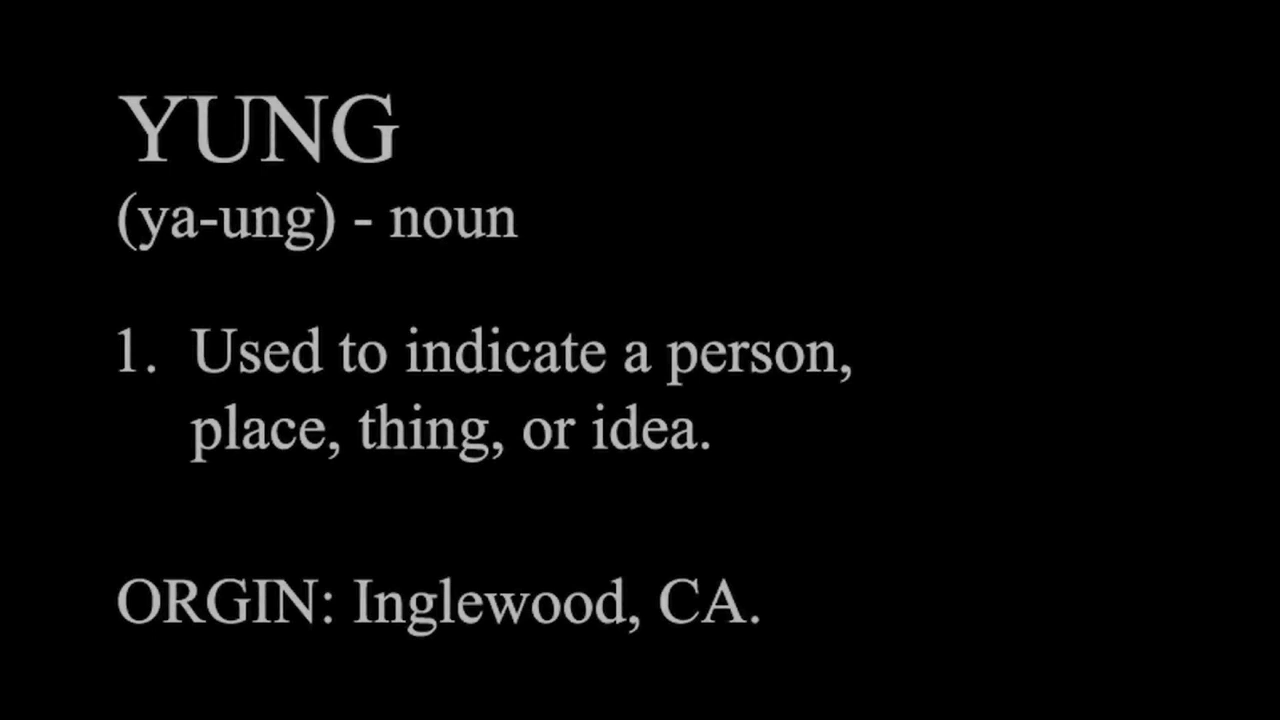 YUNG
(ya-ung) - noun
1. Used to indicate a person,
place, thing, or idea.
ORGIN: Inglewood, CA.